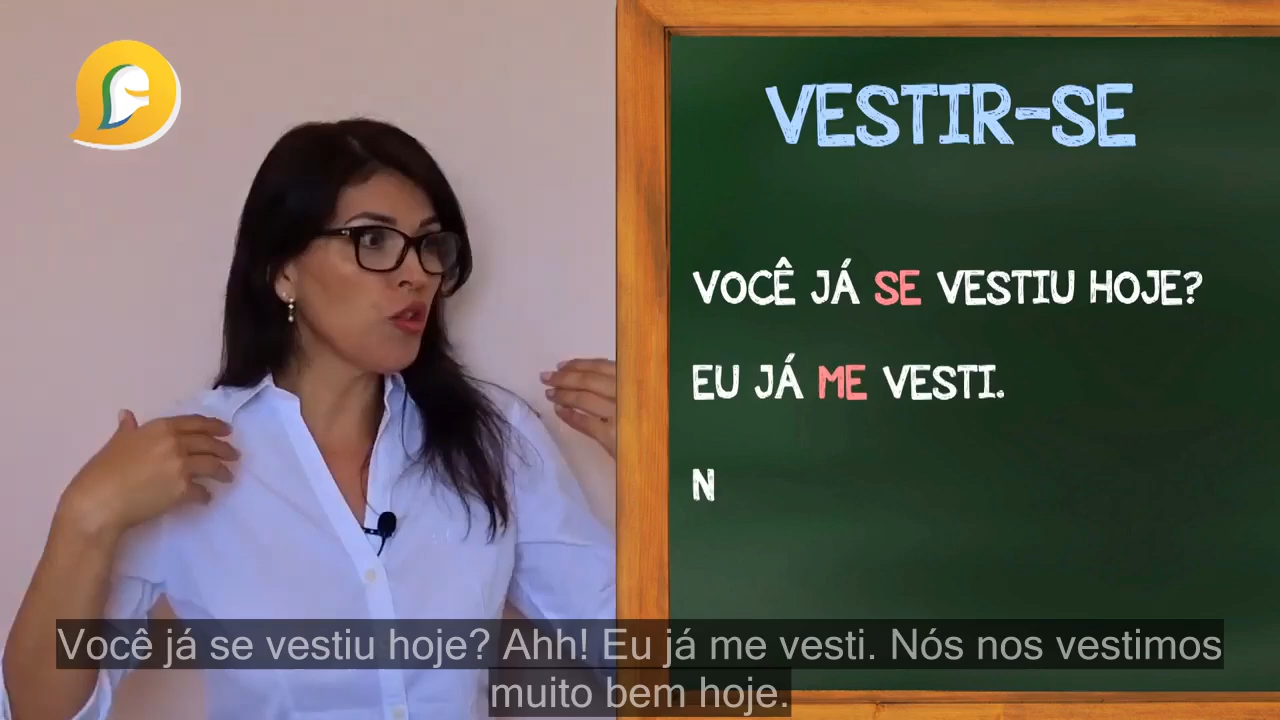 VESTIR-SE
VOCÊ JÁ SE VESTIU HOJE?
EU JÁ ME VESTI.
N
Você já se vestiu hoje? Ahh! Eu já me vesti. Nós nos vestimos
muito bem hoje.